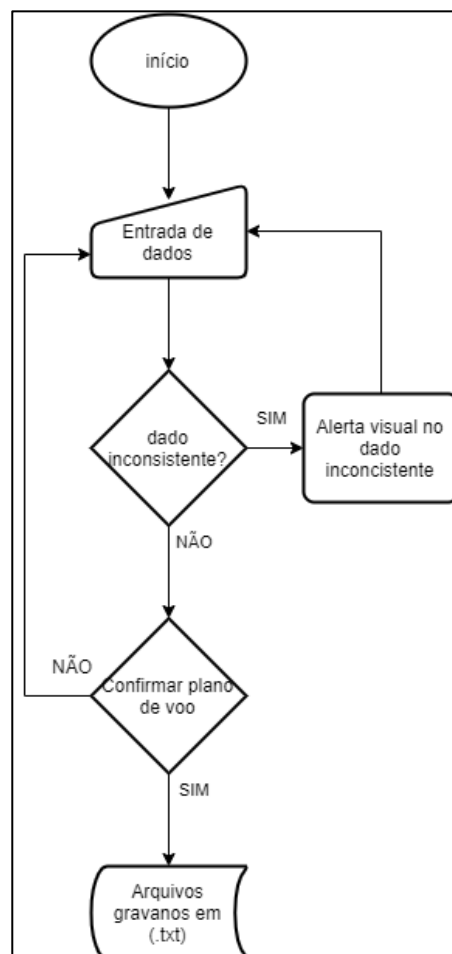 início
Entrada de
dados
dado
inconsistente?
SIM
Alerta visual no
dado
inconcistente
NÃO
NÃO
Confirmar plano
de voo
SIM
Arquivos
gravanos em
(.txt)